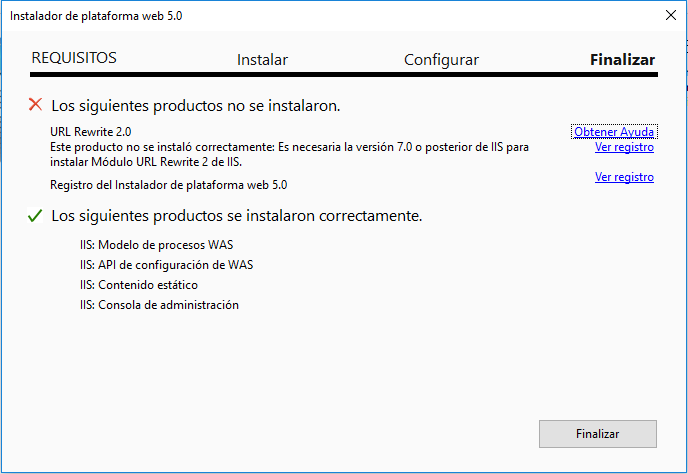 Instalador de plataforma web 5.0
REQUISITOS Instalar Configurar Finalizar
Los siguientes productos no se instalaron.
URL Rewrite 2.0 Obtener Ayuda
Este producto no se instaló correctamente: Es necesaria la versión 7.0 o posterior de IIS para Ver registro
instalar Módulo URL Rewrite 2 de IIS.
Registro del Instalador de plataforma web 5.0 Ver registro
Los siguientes productos se instalaron correctamente.
IIS: Modelo de procesos WAS
IIS: API de configuración de WAS
IIS: Contenido estático
IIS: Consola de administración
Finalizar